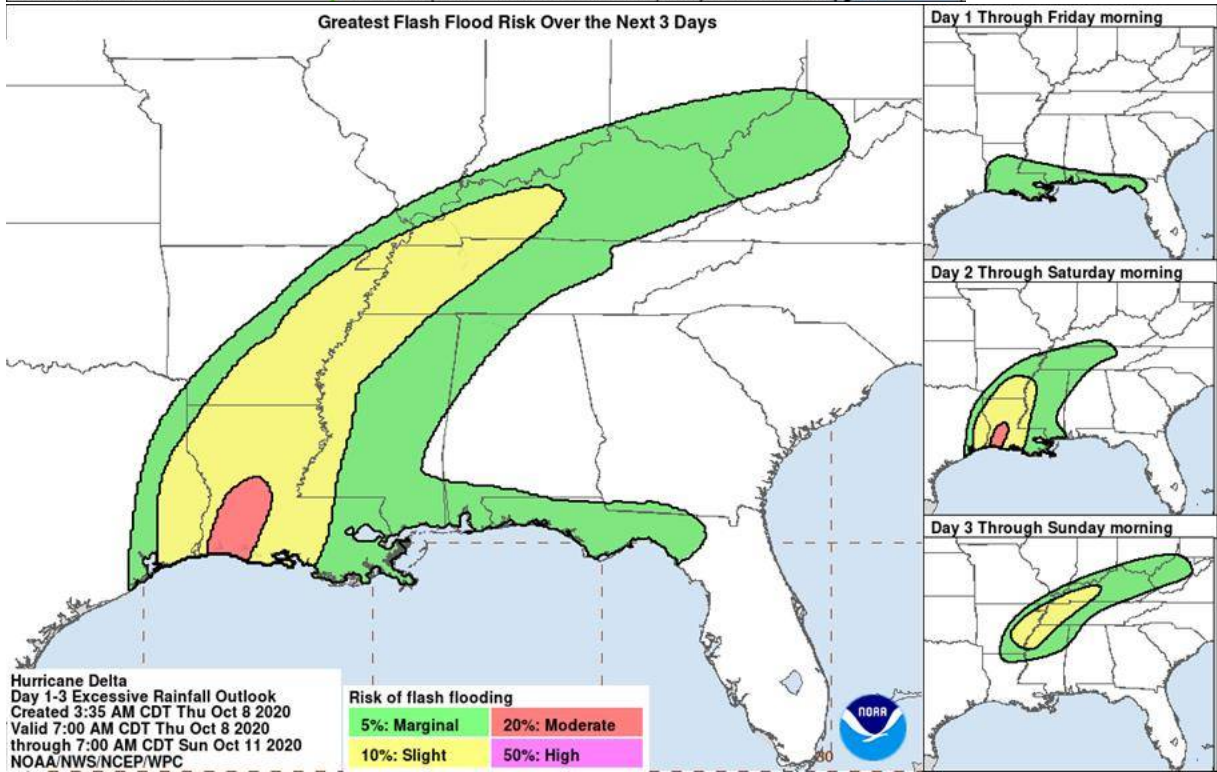 Greatest Flash Flood Risk Over the Next 3 Days
Day 1 Through Friday morning
Day 2 Through Saturday morning
Day 3 Through Sunday morning
Hurricane Delta
Day 1-3 Excessive Rainfall Outlook
Created 3:35 AM CDT Thu Oct 8 2020
Valid 7:00 AM CDT Thu Oct 8 2020
through 7:00 AM CDT Sun Oct 11 2020
NOAA/NWS/NCEP/WPC
Risk of flash flooding
5%: Marginal
20%: Moderate
10%: Slight
50%: High
NOAA